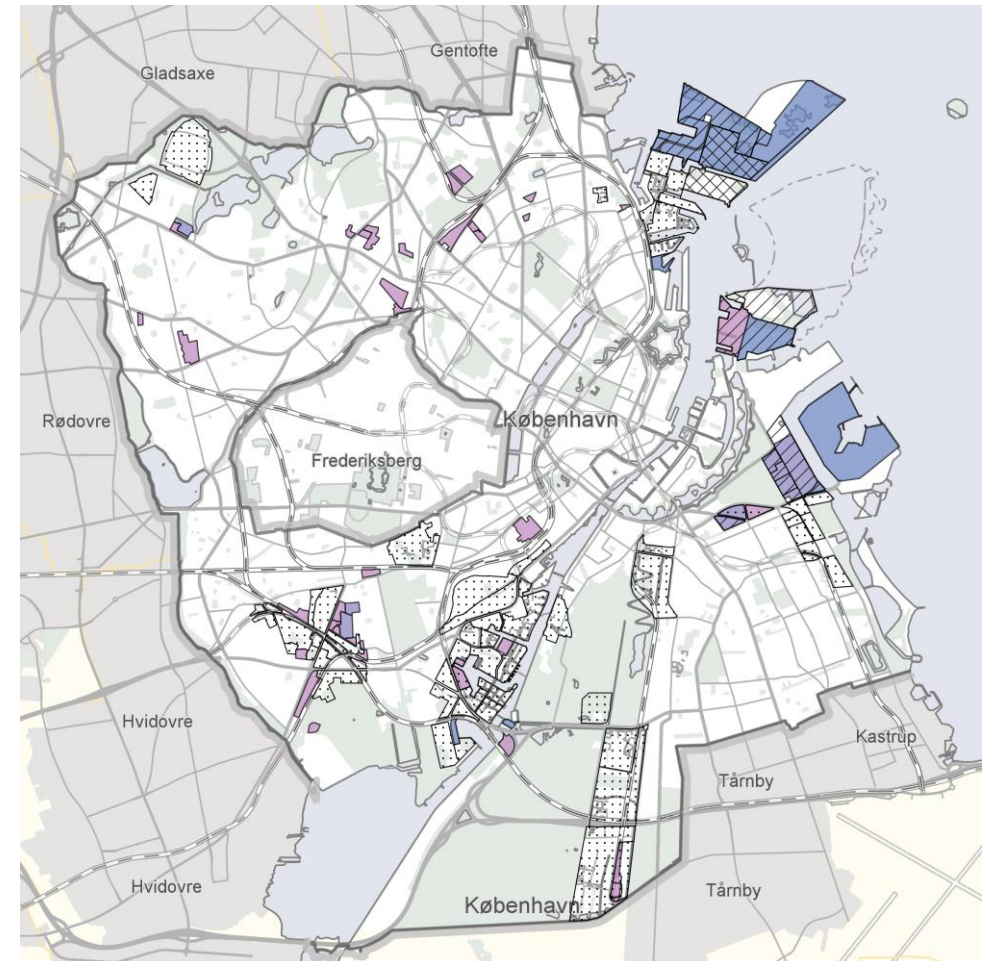 Gentofte
Gladsaxe
Rødovre
København
Frederiksberg
Hvidovre
Kastrup
Tårnby
Hvidovre
Tårnby
København